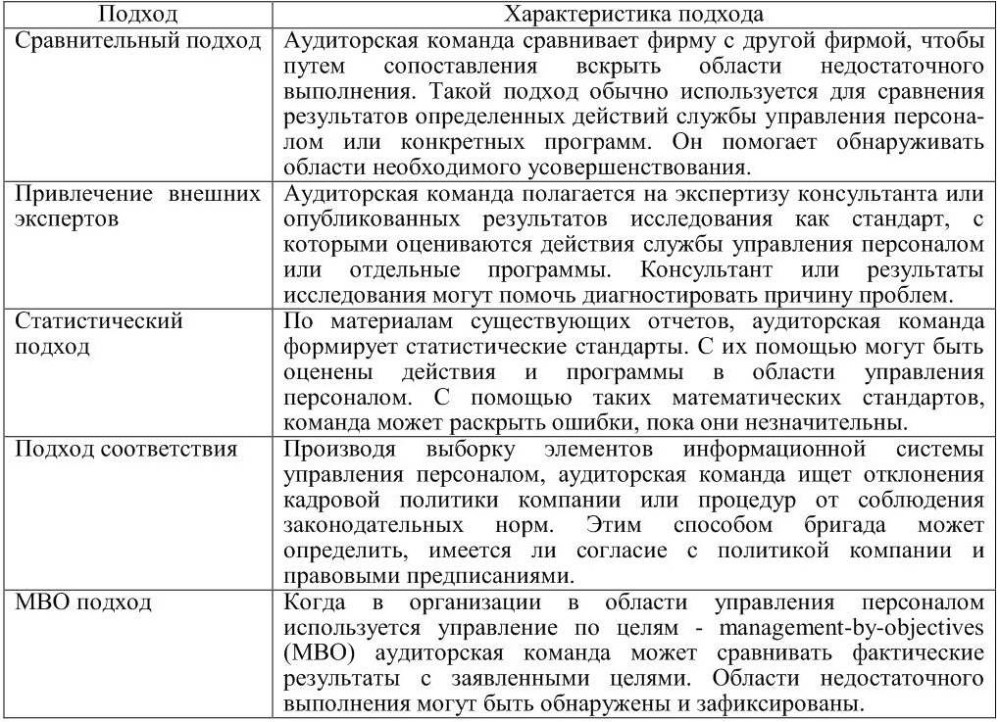 Подход
Характеристика подхода
Сравнительный подход
Аудиторская команда сравнивает фирму с другой фирмой, чтобы
путем сопоставления вскрыть области недостаточного
выполнения. Такой подход обычно используется для сравнения
результатов определенных действий службы управления персона-
лом или конкретных программ. Он помогает обнаруживать
области необходимого усовершенствования.
Привлечение внешних
экспертов
Аудиторская команда полагается на экспертизу консультанта или
опубликованных результатов исследования как стандарт, с
которыми оцениваются действия службы управления персоналом
или отдельные программы. Консультант или результаты
исследования могут помочь диагностировать причину проблем.
Статистический
подход
По материалам существующих отчетов, аудиторская команда
формирует статистические стандарты. С их помощью могут быть
оценены действия и программы в области управления
персоналом. С помощью таких математических стандартов,
команда может раскрыть ошибки, пока они незначительны.
Подход соответствия
Производя выборку элементов информационной системы
управления персоналом, аудиторская команда ищет отклонения
кадровой политики компании или процедур от соблюдения
законодательных норм. Этим способом бригада может
определить, имеется ли согласие с политикой компании и
правовыми предписаниями.
МВО подход
Когда в организации в области управления персоналом
используется управление по целям - management-by-objectives
(МВО) аудиторская команда может сравнивать фактические
результаты с заявленными целями. Области недостаточного
выполнения могут быть обнаружены и зафиксированы.